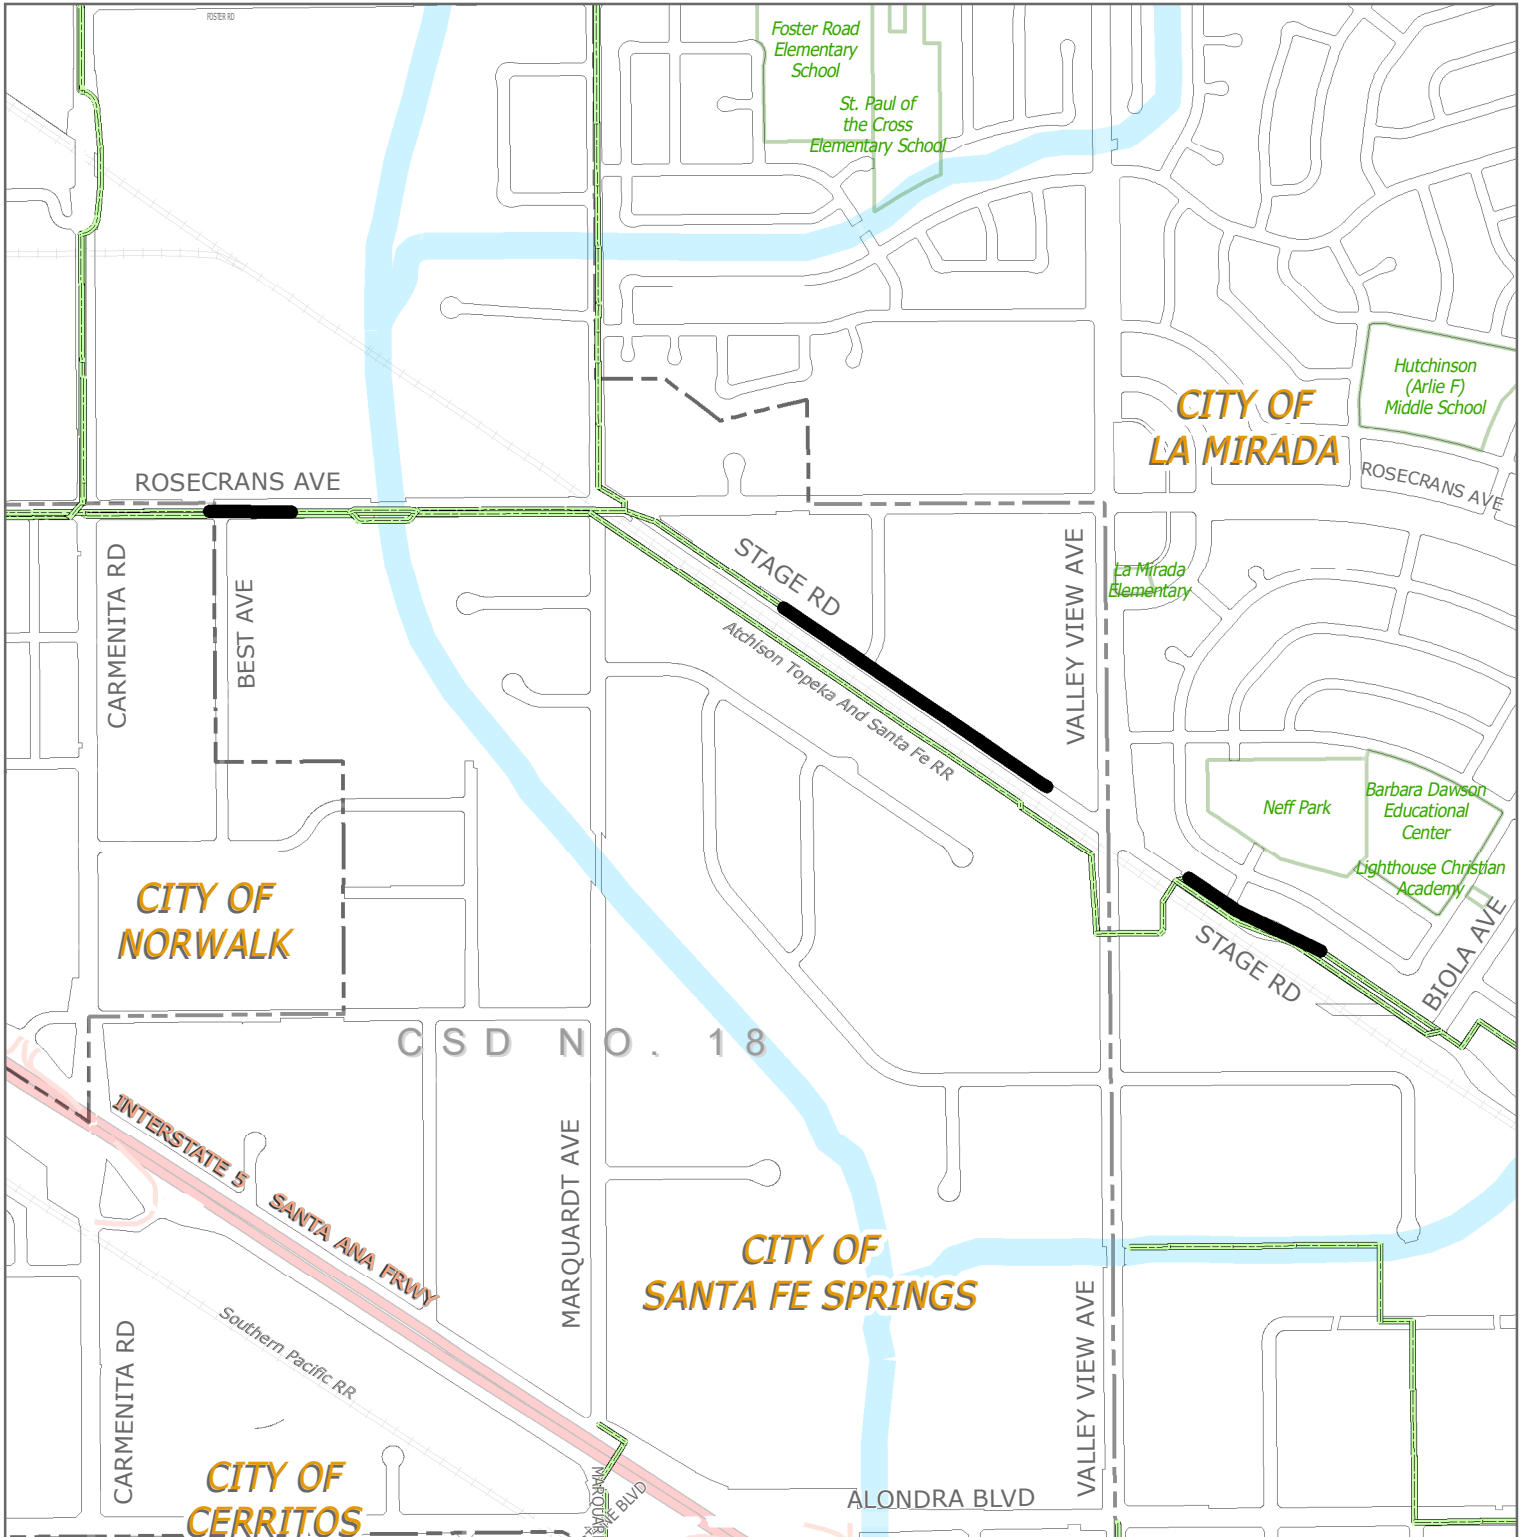 FOSTER RD
Foster Road
Elementary
School
St. Paul of
the Cross
Elementary School
Hutchinson
(Arlie F)
Middle School
CITY OF
LA MIRADA
ROSECRANS AVE
ROSECRANS AVE
STAGE RD
VALLEY VIEW AVE
La Mirada
Elementary
CARMENITA RD
BEST AVE
Atchison Topeka And Santa Fe RR
Neff Park
Barbara Dawson
Educational
Center
Lighthouse Christian
Academy
CITY OF
NORWALK
STAGE RD
BIOLA AVE
CSD NO. 18
INTERSTATE 5
SANTA ANA FRWY
MARQUARDT AVE
CITY OF
SANTA FE SPRINGS
VALLEY VIEW AVE
Southern Pacific RR
CARMENITA RD
CITY OF
CERRITOS
ALONDRA BLVD